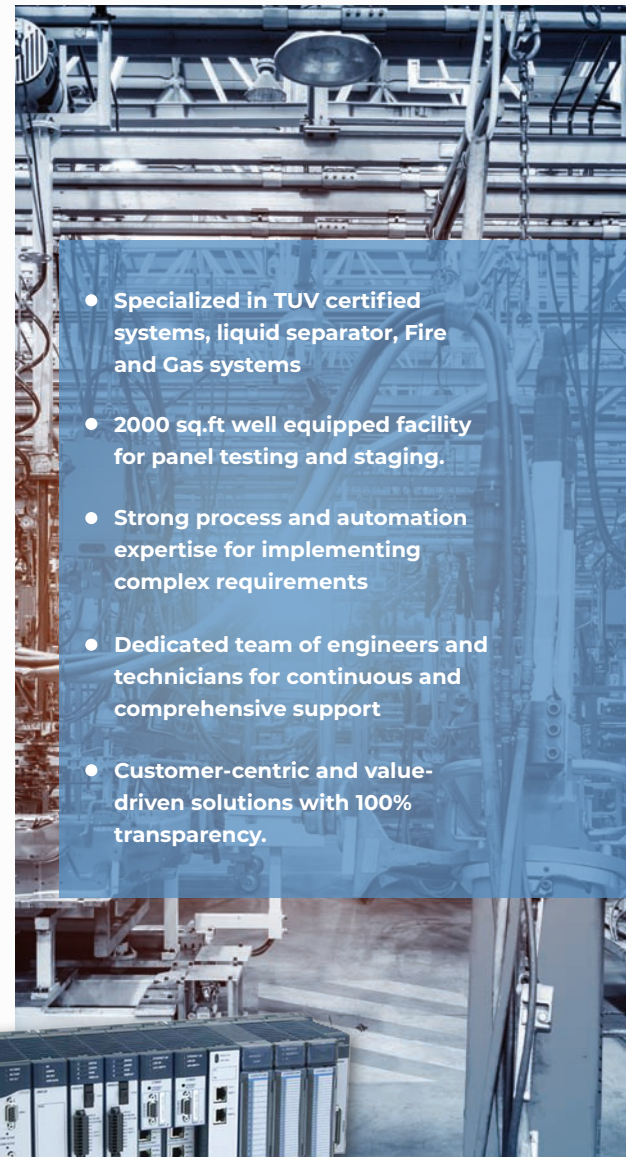 ● Specialized in TUV certified
systems, liquid separator, Fire
and Gas systems
● 2000 sq.ft well equipped facility
for panel testing and staging.
● Strong process and automation
expertise for implementing
complex requirements
● Dedicated team of engineers and
technicians for continuous and
comprehensive support
● Customer-centric and value-
driven solutions with 100%
transparency.